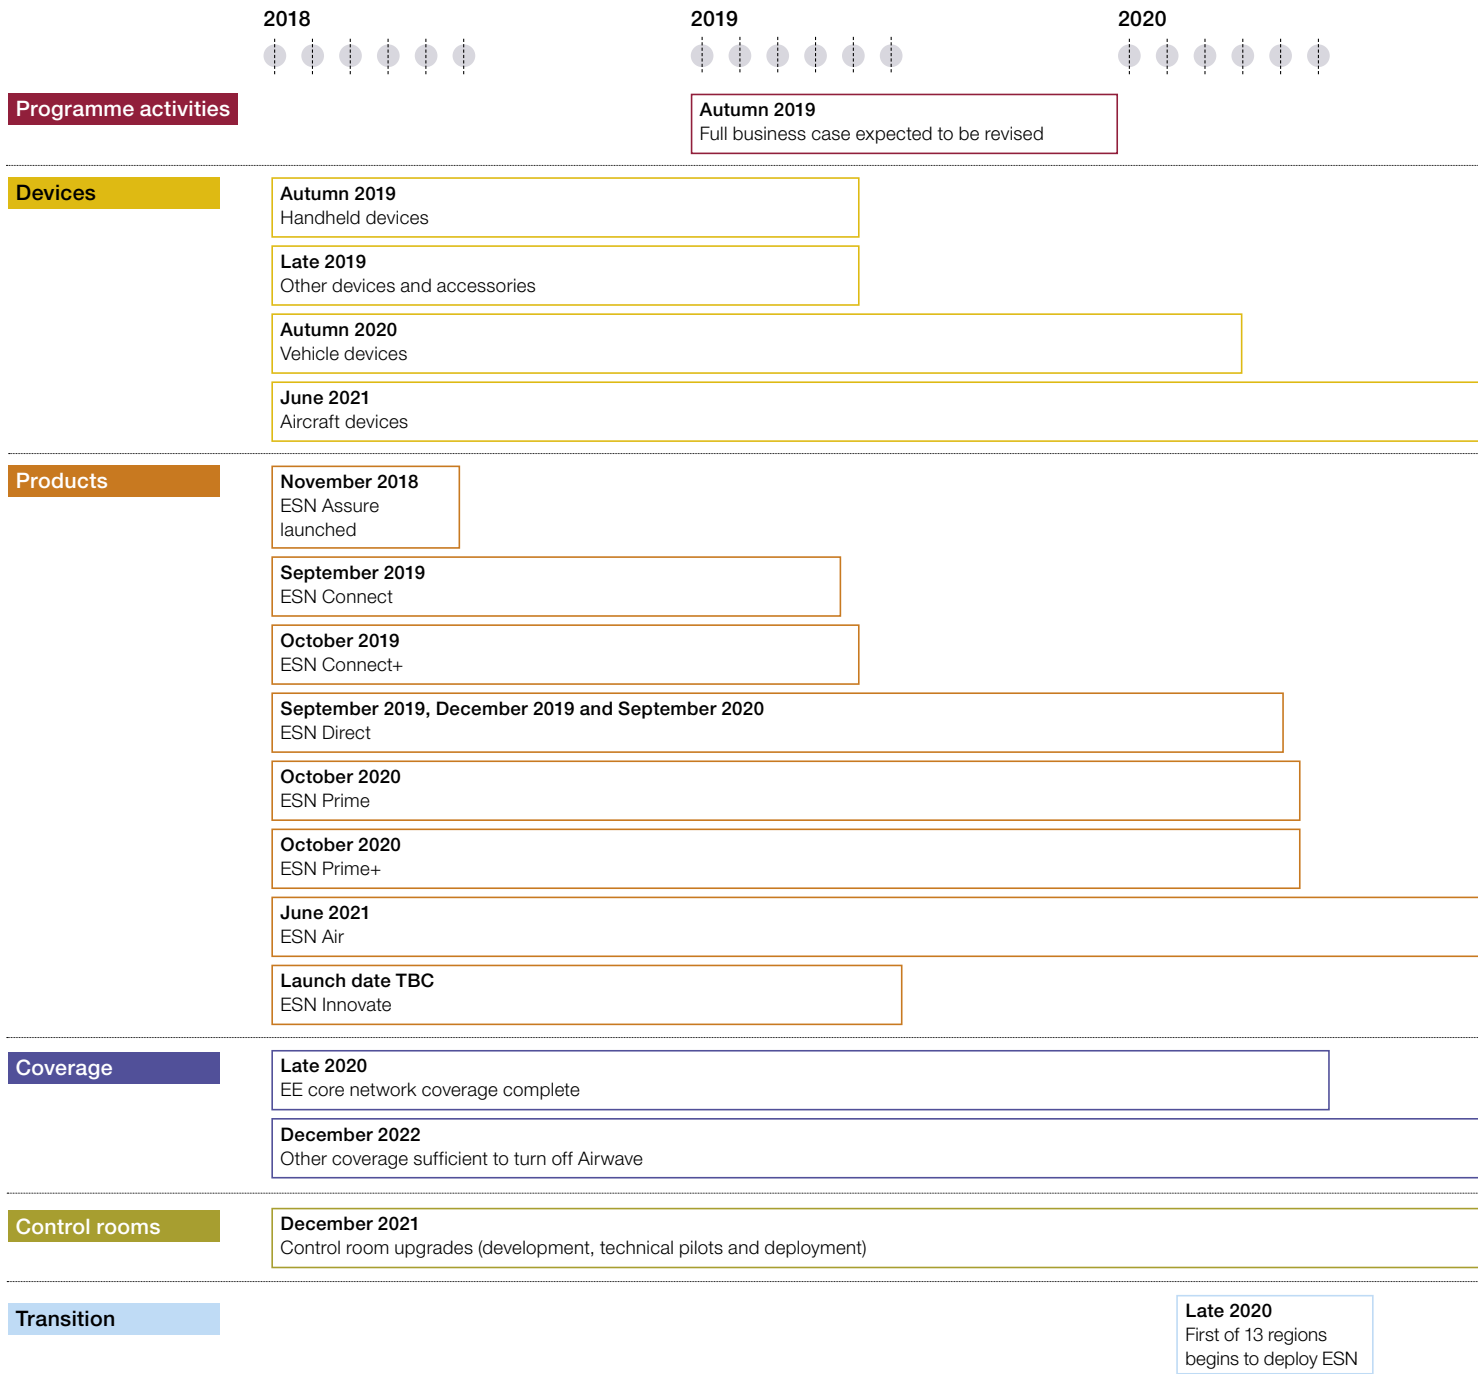 2018
2019
2020
Programme activities
Autumn 2019
Full business case expected to be revised
Devices
Autumn 2019
Handheld devices
Late 2019
Other devices and accessories
Autumn 2020
Vehicle devices
June 2021
Aircraft devices
Products
November 2018
ESN Assure
launched
September 2019
ESN Connect
October 2019
ESN Connect+
September 2019, December 2019 and September 2020
ESN Direct
October 2020
ESN Prime
October 2020
ESN Prime+
June 2021
ESN Air
Launch date TBC
ESN Innovate
Coverage
Late 2020
EE core network coverage complete
December 2022
Other coverage sufficient to turn off Airwave
Control rooms
December 2021
Control room upgrades (development, technical pilots and deployment)
Transition
Late 2020
First of 13 regions
begins to deploy ESN